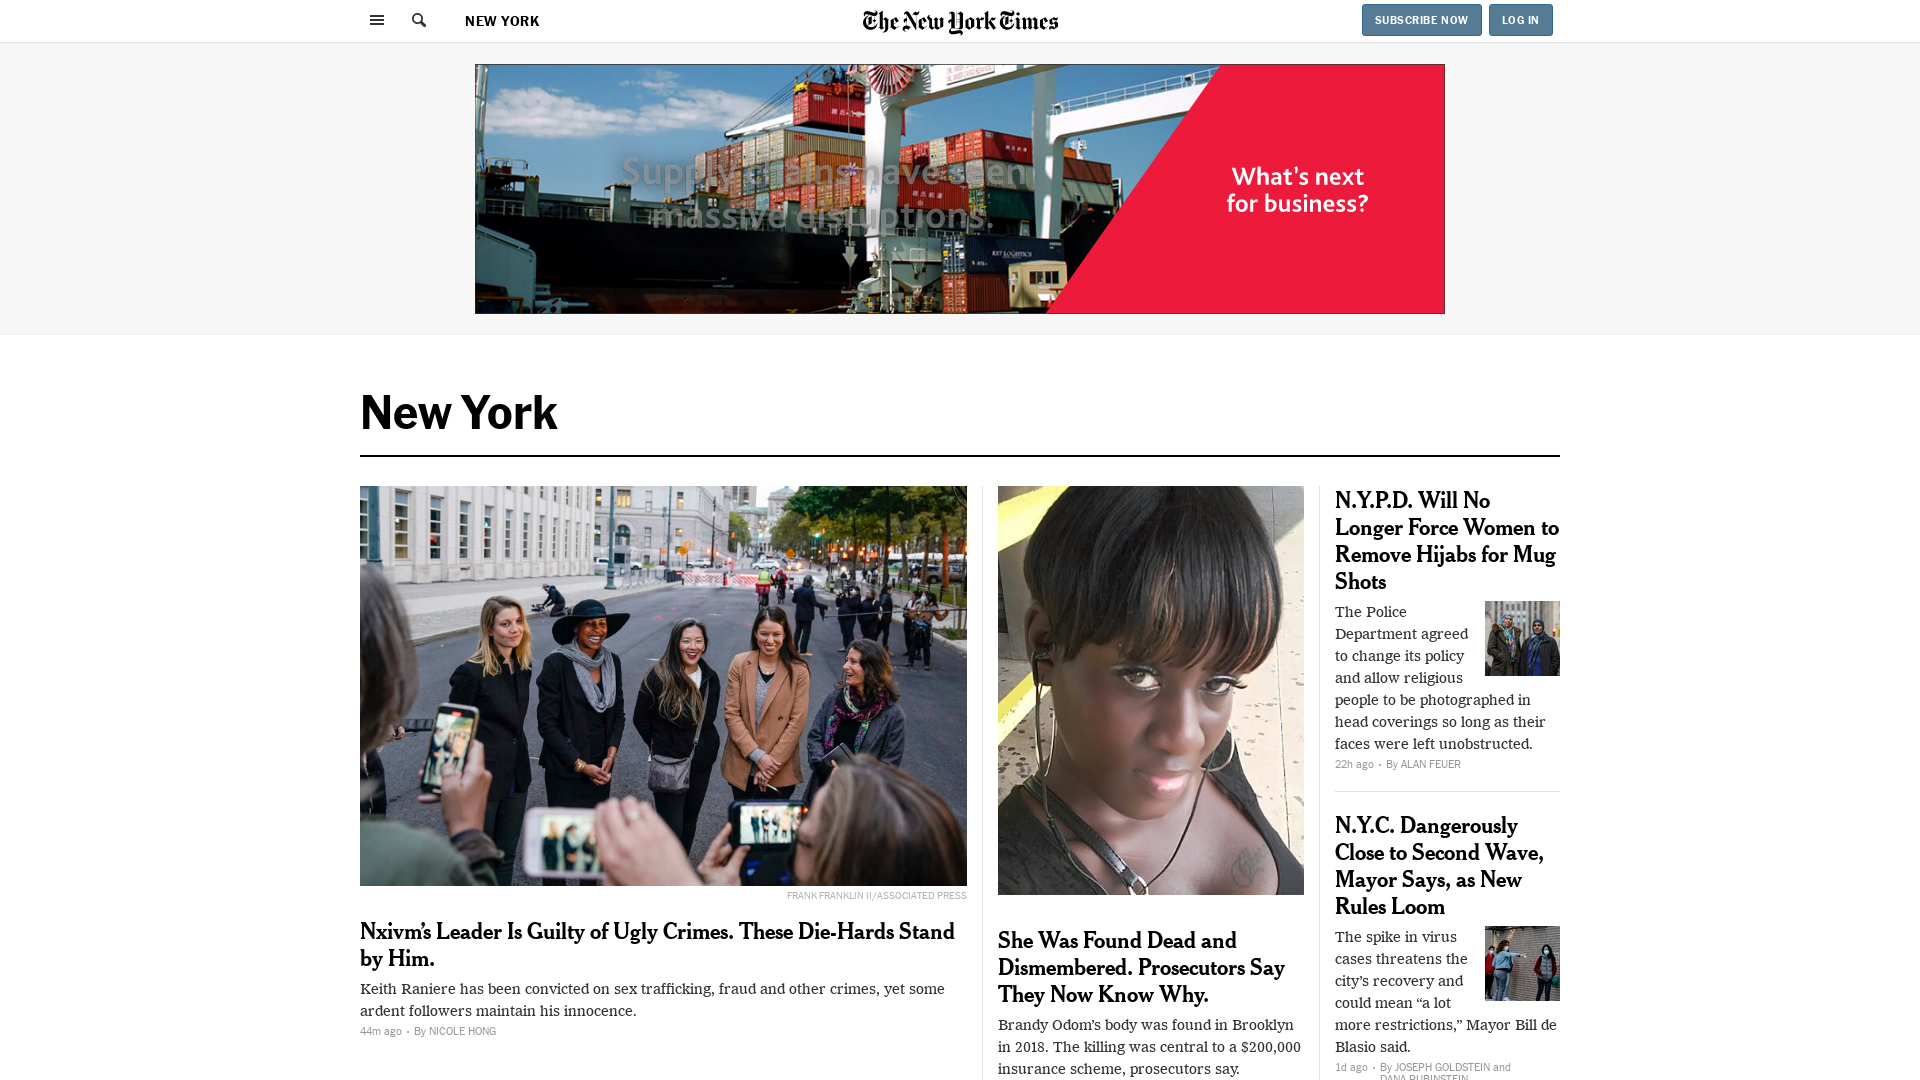 NEW YORK
The New York Times
SUBSCRIBE NOW
LOG IN
Supply chains have seen
massive disruptions.
What's next
for business?
New York
FRANK FRANKLIN II/ASSOCIATED PRESS
Nxivm's Leader Is Guilty of Ugly Crimes. These Die-Hards Stand
by Him.
Keith Raniere has been convicted on sex trafficking, fraud and other crimes, yet some
ardent followers maintain his innocence.
44m ago • By NICOLE HONG
She Was Found Dead and
Dismembered. Prosecutors Say
They Now Know Why.
Brandy Odom's body was found in Brooklyn
in 2018. The killing was central to a $200,000
insurance scheme, prosecutors say.
N.Y.P.D. Will No
Longer Force Women to
Remove Hijabs for Mug
Shots
The Police
Department agreed
to change its policy
and allow religious
people to be photographed in
head coverings so long as their
faces were left unobstructed.
22h ago • By ALAN FEUER
N.Y.C. Dangerously
Close to Second Wave,
Mayor Says, as New
Rules Loom
The spike in virus
cases threatens the
city's recovery and
could mean “a lot
more restrictions,” Mayor Bill de
Blasio said.
1d ago • By JOSEPH GOLDSTEIN and
DANA RUBINSTEIN